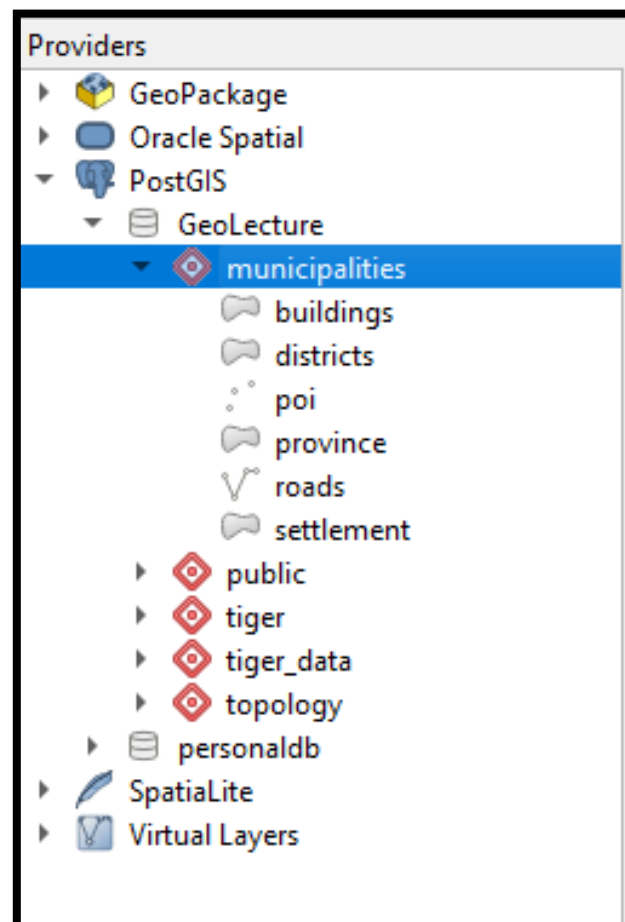 Providers
GeoPackage
Oracle Spatial
PostGIS
GeoLecture
municipalities
buildings
districts
poi
province
roads
settlement
public
tiger
tiger_data
topology
personaldb
SpatiaLite
Virtual Layers